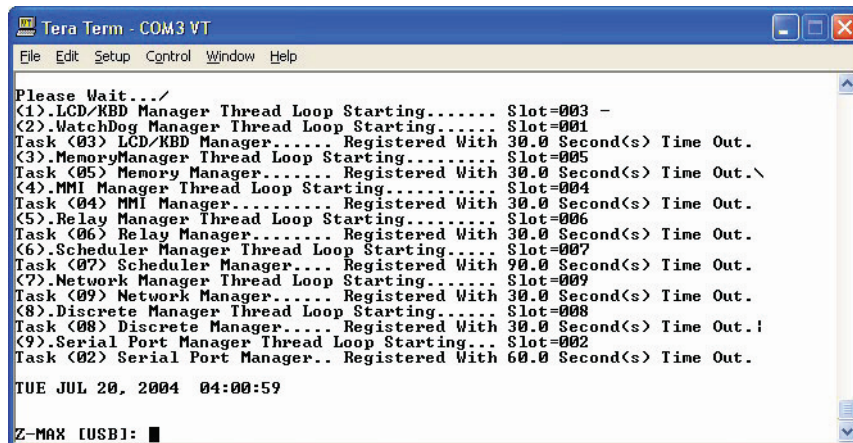 Tera Term - COM3 VT
File Edit Setup Control Window Help
Please Wait.../
(1).LCD/KBD Manager Thread Loop Starting....... Slot=003 -
(2).WatchDog Manager Thread Loop Starting...... Slot=001
Task (03) LCD/KBD Manager...... Registered With 30.0 Second(s) Time Out.
(3).MemoryManager Thread Loop Starting......... Slot=005
Task (05) Memory Manager....... Registered With 30.0 Second(s) Time Out.\
(4).MMI Manager Thread Loop Starting........... Slot=004
Task (04) MMI Manager.......... Registered With 30.0 Second(s) Time Out.
(5).Relay Manager Thread Loop Starting......... Slot=006
Task (06) Relay Manager........ Registered With 30.0 Second(s) Time Out.
(6).Scheduler Manager Thread Loop Starting..... Slot=007
Task (07) Scheduler Manager.... Registered With 90.0 Second(s) Time Out.
(7).Network Manager Thread Loop Starting....... Slot=009
Task (09) Network Manager...... Registered With 30.0 Second(s) Time Out.
(8).Discrete Manager Thread Loop Starting...... Slot=008
Task (08) Discrete Manager..... Registered With 30.0 Second(s) Time Out.|
(9).Serial Port Manager Thread Loop Starting... Slot=002
Task (02) Serial Port Manager.. Registered With 60.0 Second(s) Time Out.
TUE JUL 20, 2004 04:00:59
Z-MAX [USB]: